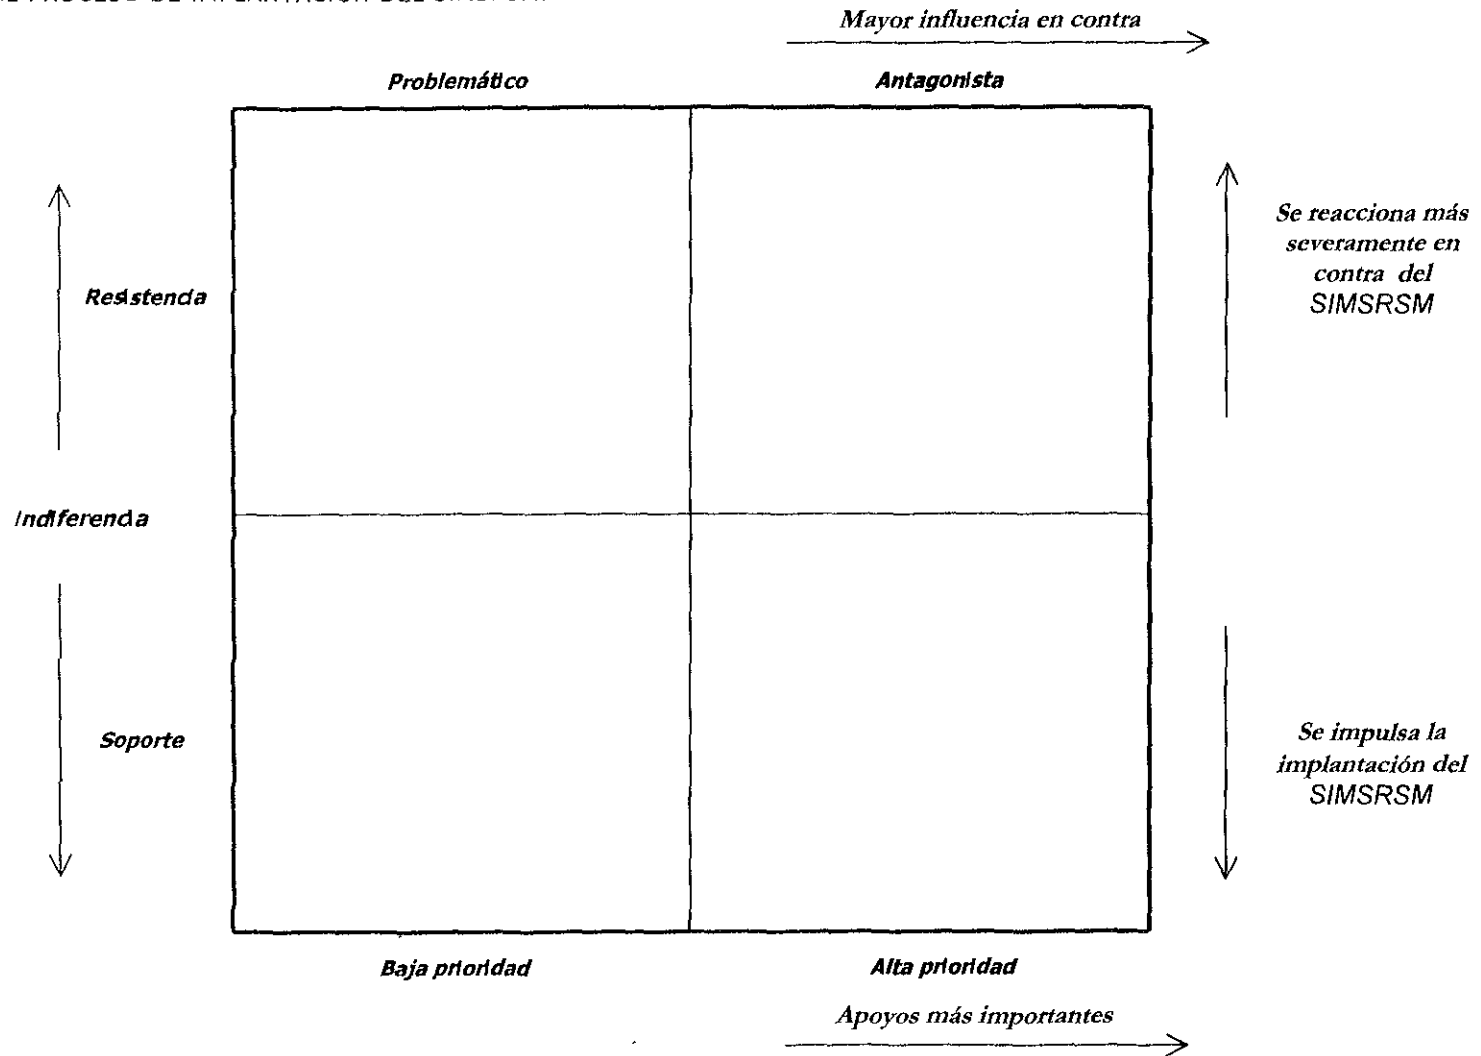 Mayor influencia en contra
Problemático
Antagonista
Resistencia
Se reacciona más
severamente en
contra del
SIMSRSM
Indiferencia
Soporte
Se impulsa la
implantación del
SIMSRSM
Baja prioridad
Alta prioridad
Apoyos más importantes